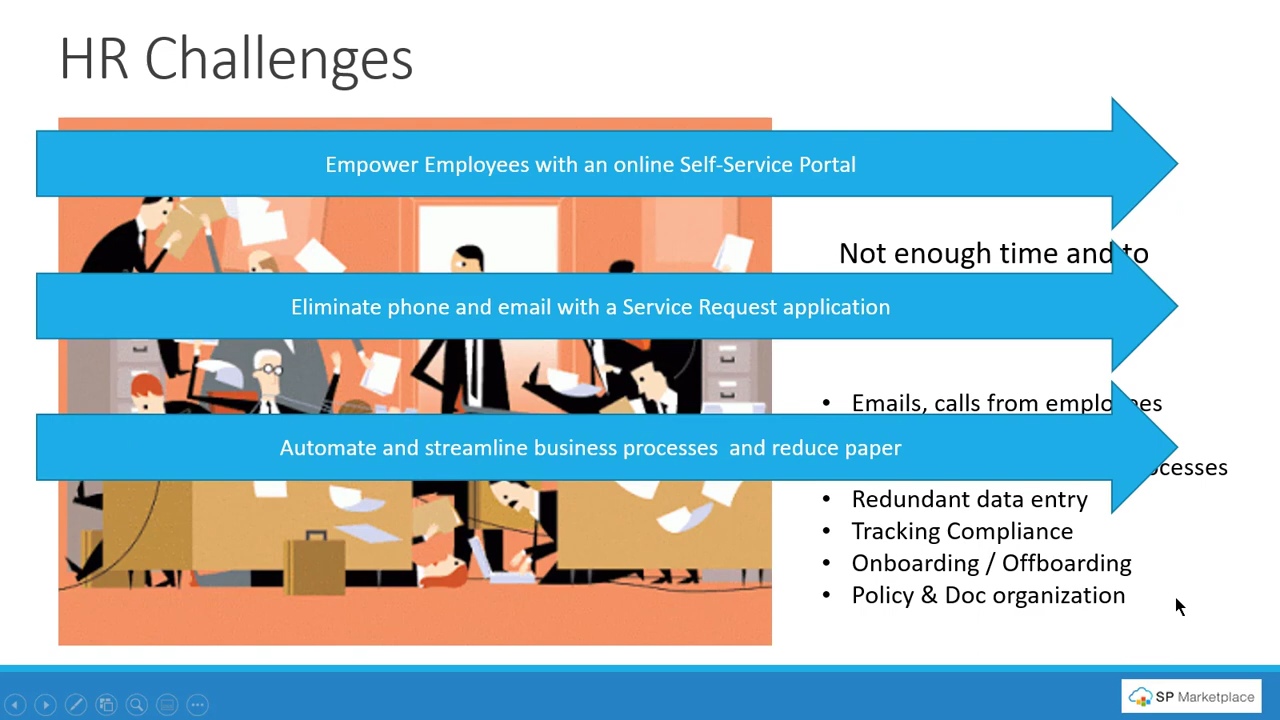 HR Challenges
Empower Employees with an online Self-Service Portal
Not enough time and to
Eliminate phone and email with a Service Request application
• Emails, calls from employees
Automate and streamline business processes and reduce paper
• Redundant data entry
• Tracking Compliance
• Onboarding / Offboarding
• Policy & Doc organization
SP Marketplace